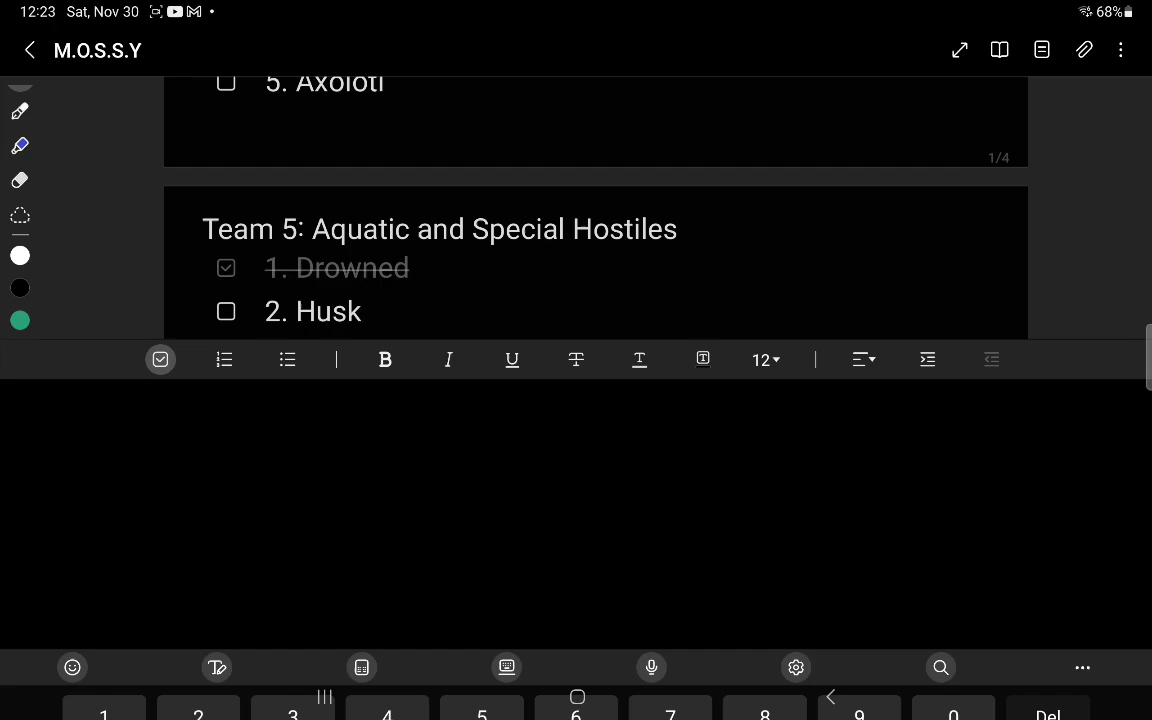 12:23 Sat, Nov 30 68%
M.O.S.S.Y
5. Axolotl
1/4
Team 5: Aquatic and Special Hostiles
1. Drowned
2. Husk
B I U T T T 12
1 2 3 4 5 6 7 8 9 0 Del